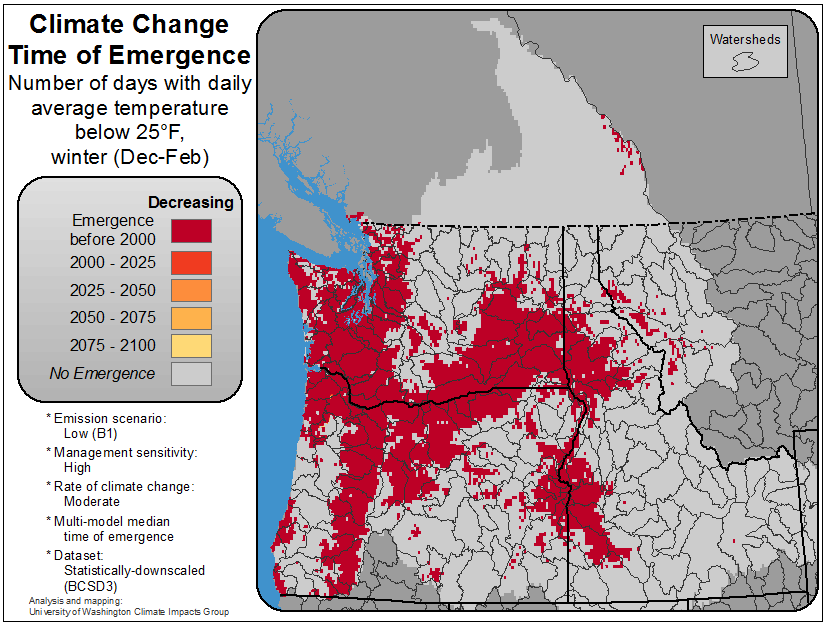 Climate Change
Time of Emergence
Number of days with daily
average temperature
below 25°F,
winter (Dec-Feb)
Watersheds
Decreasing
Emergence
before 2000
2000 - 2025
2025 - 2050
2050 - 2075
2075 - 2100
No Emergence
* Emission scenario:
Low (B1)
* Management sensitivity:
High
* Rate of climate change:
Moderate
* Multi-model median
time of emergence
* Dataset:
Statistically-downscaled
(BCSD3)
Analysis and mapping:
University of Washington Climate Impacts Group